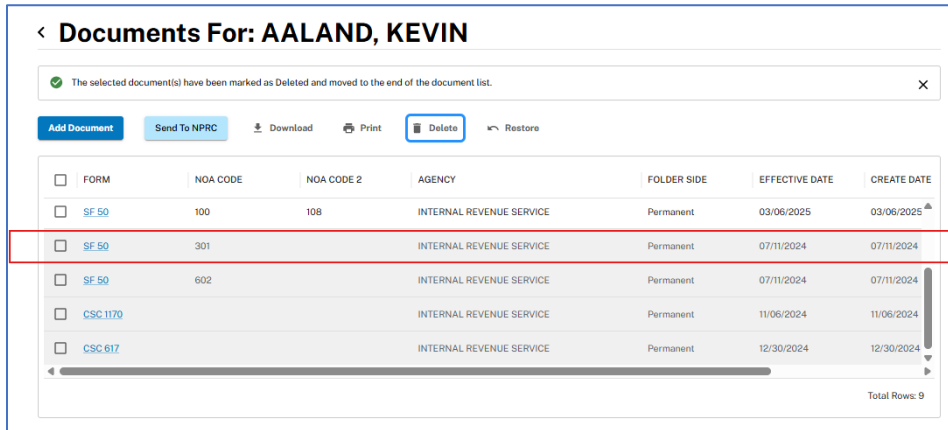 Documents For: AALAND, KEVIN
The selected document(s) have been marked as Deleted and moved to the end of the document list.
Add Document Send To NPRC Download Print Delete Restore
FORM NOA CODE NOA CODE 2 AGENCY FOLDER SIDE EFFECTIVE DATE CREATE DATE
SF 50 100 108 INTERNAL REVENUE SERVICE Permanent 03/06/2025 03/06/2025
SF 50 301 INTERNAL REVENUE SERVICE Permanent 07/11/2024 07/11/2024
SF 50 602 INTERNAL REVENUE SERVICE Permanent 07/11/2024 07/11/2024
CSC 1170 INTERNAL REVENUE SERVICE Permanent 11/06/2024 11/06/2024
CSC 617 INTERNAL REVENUE SERVICE Permanent 12/30/2024 12/30/2024
Total Rows: 9